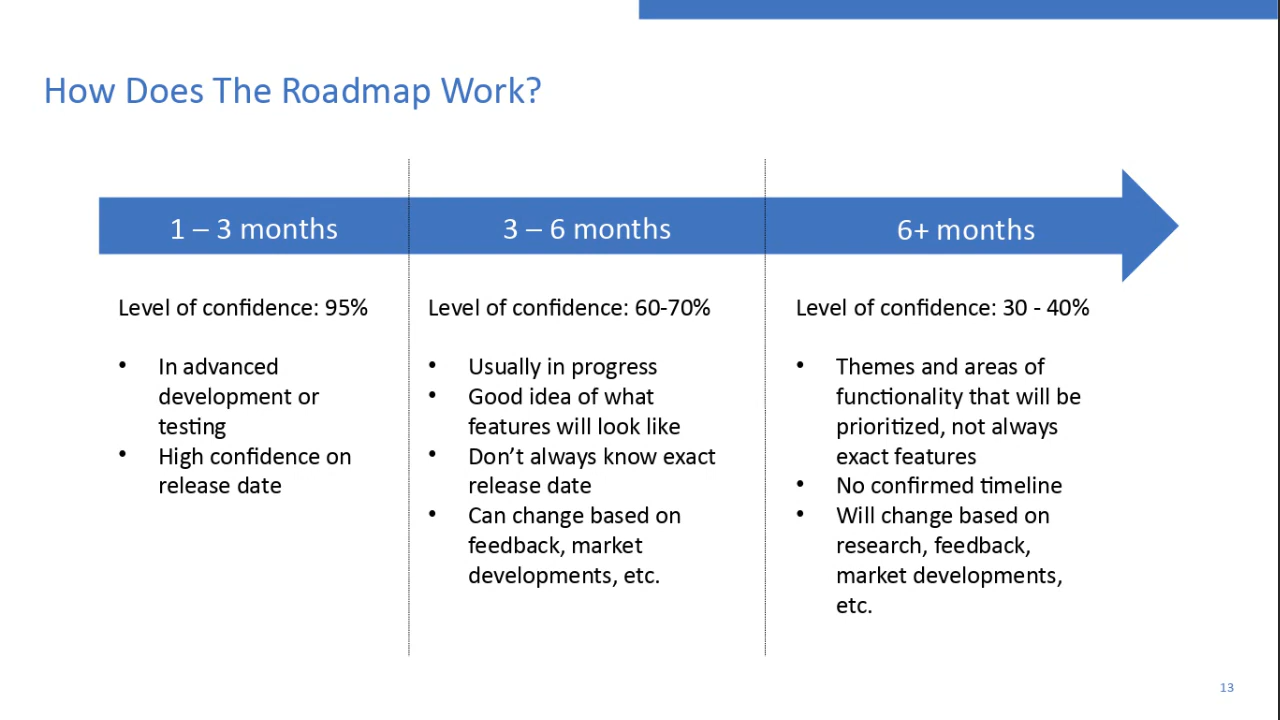 How Does The Roadmap Work?
1 – 3 months
3 – 6 months
6+ months
Level of confidence: 95%
• In advanced
development or
testing
• High confidence on
release date
Level of confidence: 60-70%
• Usually in progress
• Good idea of what
features will look like
• Don’t always know exact
release date
• Can change based on
feedback, market
developments, etc.
Level of confidence: 30 - 40%
• Themes and areas of
functionality that will be
prioritized, not always
exact features
• No confirmed timeline
• Will change based on
research, feedback,
market developments,
etc.
13